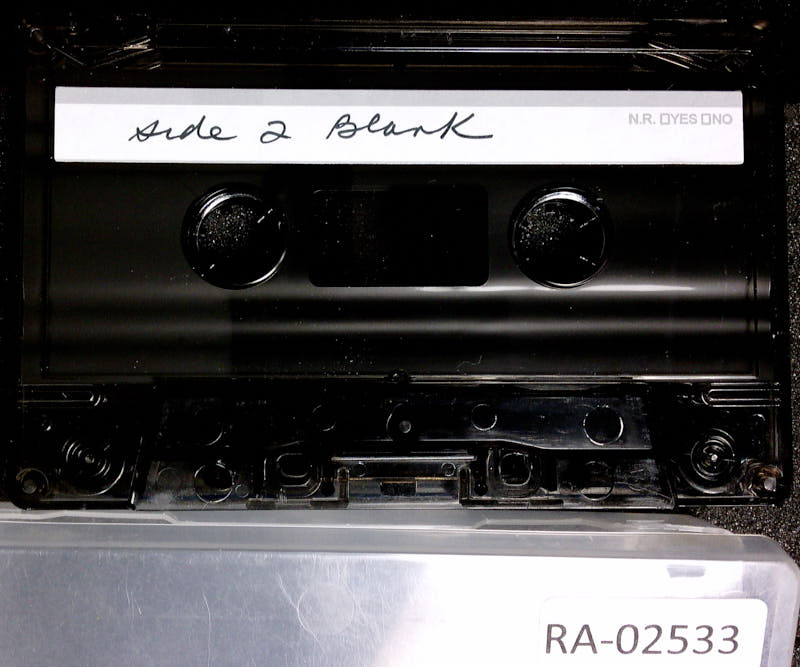 Side 2 Blank
N.R. ☐YES ☐NO
RA-02533